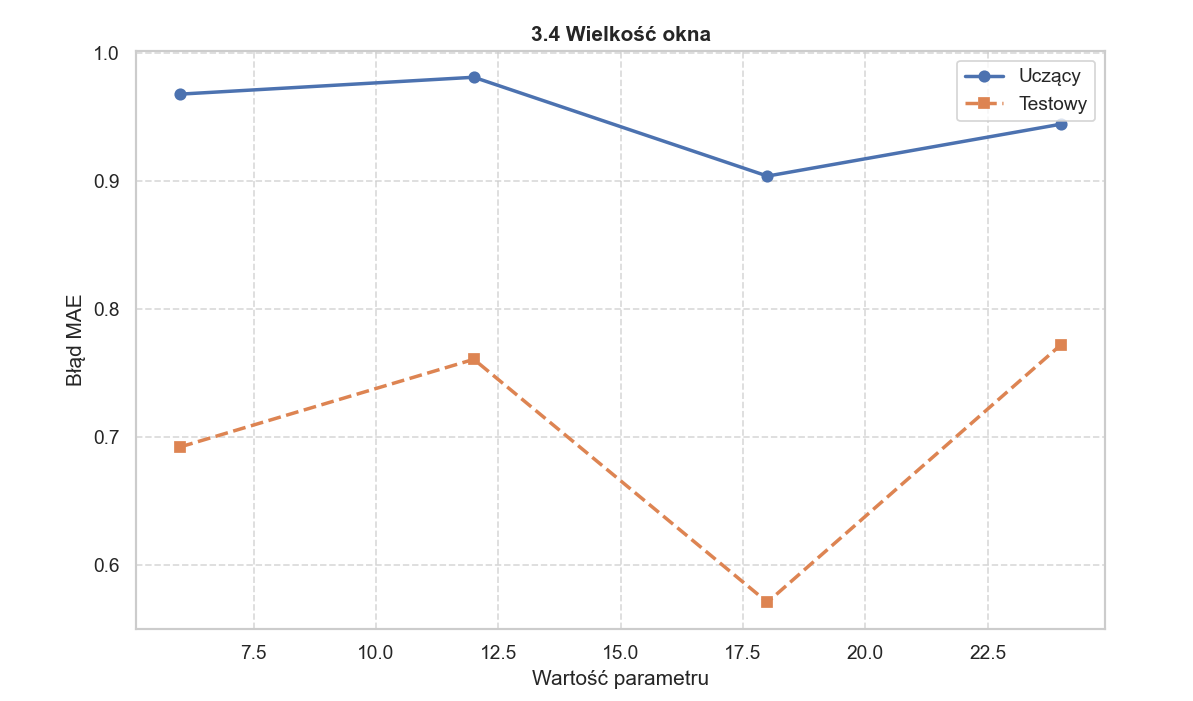 3.4 Wielkość okna
Uczący
Testowy
1.0
0.9
0.8
0.7
0.6
Błąd MAE
7.5 10.0 12.5 15.0 17.5 20.0 22.5
Wartość parametru